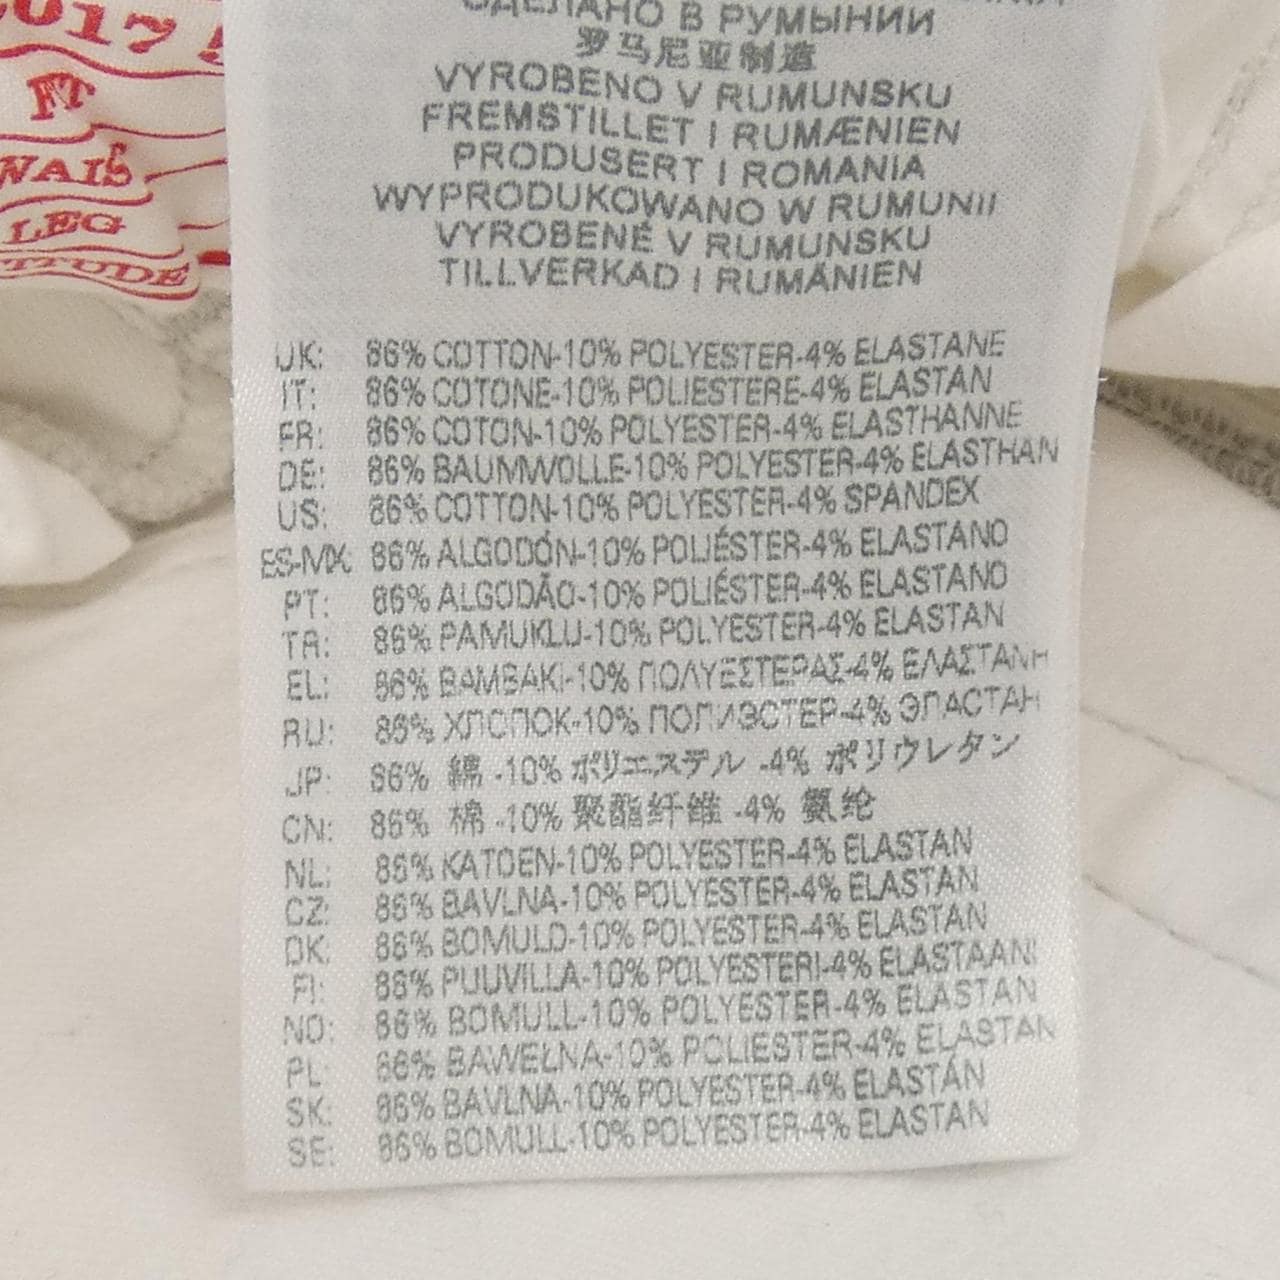 2017
FT
WAIS
LEG
TITUDE
СДЕЛАНО В РУМЫНИИ
罗马尼亚制造
VYROBENO V RUMUNSKU
FREMSTILLET I RUMÆNIEN
PRODUSERT I ROMANIA
WYPRODUKOWANO W RUMUNII
VYROBENÉ V RUMUNSKU
TILLVERKAD I RUMÄNIEN
UK: 86% COTTON-10% POLYESTER-4% ELASTANE
IT: 86% COTONE-10% POLIESTERE-4% ELASTAN
FR: 86% COTON-10% POLYESTER-4% ELASTHANNE
DE: 86% BAUMWOLLE-10% POLYESTER-4% ELASTHAN
US: 86% COTTON-10% POLYESTER-4% SPANDEX
ES-MX: 86% ALGODÓN-10% POLIÉSTER-4% ELASTANO
PT: 86% ALGODÃO-10% POLIÉSTER-4% ELASTANO
TR: 86% PAMUKLU-10% POLYESTER-4% ELASTAN
EL: 86% BAMBAKI-10% ΠΟΛΥΕΣΤΕΡΑΣ-4% ΕΛΑΣΤΑΝΗ
RU: 86% ХЛОПОК-10% ПОЛИЭСТЕР-4% ЭЛАСТАН
JP: 86% 綿 -10% ポリエステル -4% ポリウレタン
CN: 86% 棉 -10% 聚酯纤维 -4% 氨纶
NL: 86% KATOEN-10% POLYESTER-4% ELASTAN
CZ: 86% BAVLNA-10% POLYESTER-4% ELASTAN
DK: 86% BOMULD-10% POLYESTER-4% ELASTAN
FI: 86% PUUVILLA-10% POLYESTERI-4% ELASTAANI
NO: 86% BOMULL-10% POLYESTER-4% ELASTAN
PL: 86% BAWEŁNA-10% POLIESTER-4% ELASTAN
SK: 86% BAVLNA-10% POLYESTER-4% ELASTÁN
SE: 86% BOMULL-10% POLYESTER-4% ELASTAN